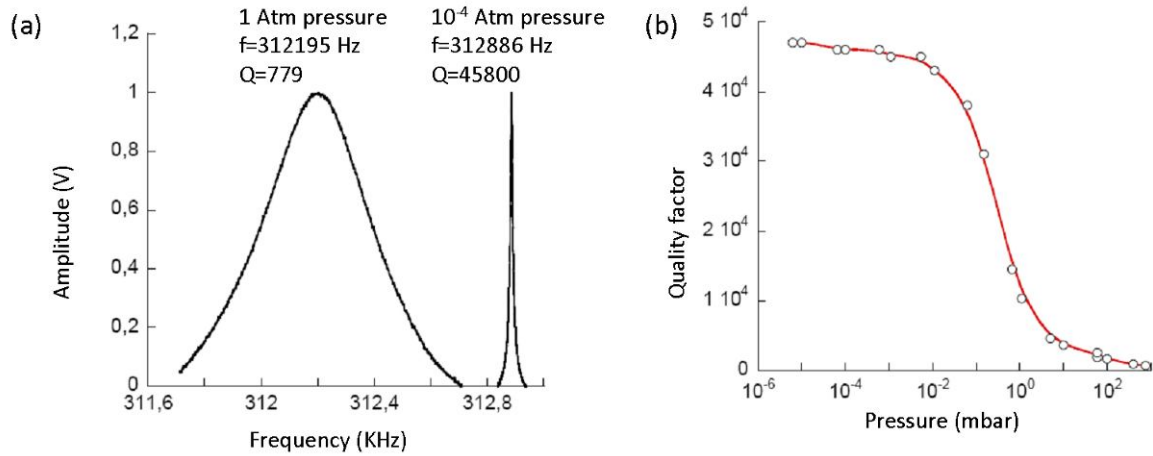 (a)
1 Atm pressure
f=312195 Hz
Q=779
10⁻⁴ Atm pressure
f=312886 Hz
Q=45800
1,2
1
0,8
0,6
0,4
0,2
0
Amplitude (V)
311,6
312
312,4
312,8
Frequency (KHz)
(b)
5 10⁴
4 10⁴
3 10⁴
2 10⁴
1 10⁴
0
Quality factor
10⁻⁶
10⁻⁴
10⁻²
10⁰
10²
Pressure (mbar)